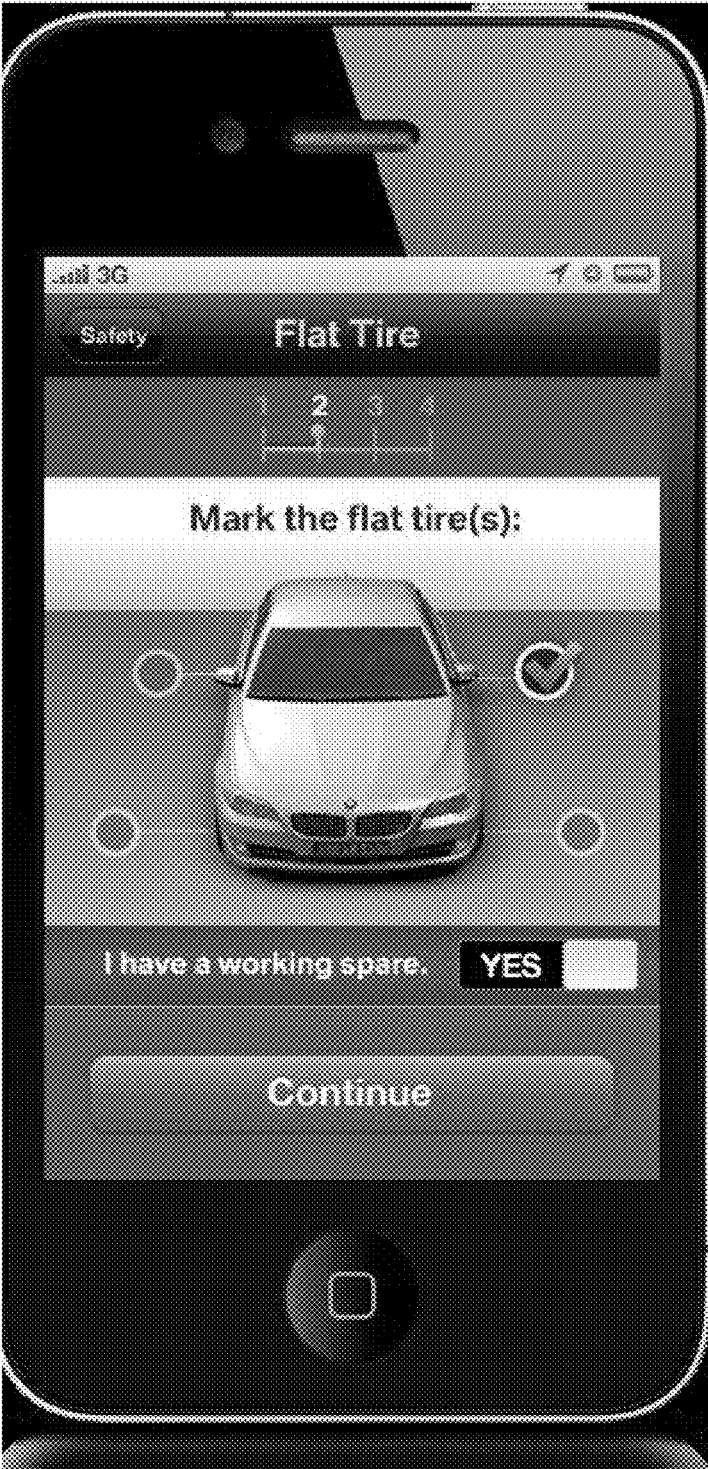 3G
Safety
Flat Tire
1 2 3 4
Mark the flat tire(s):
I have a working spare. YES
Continue